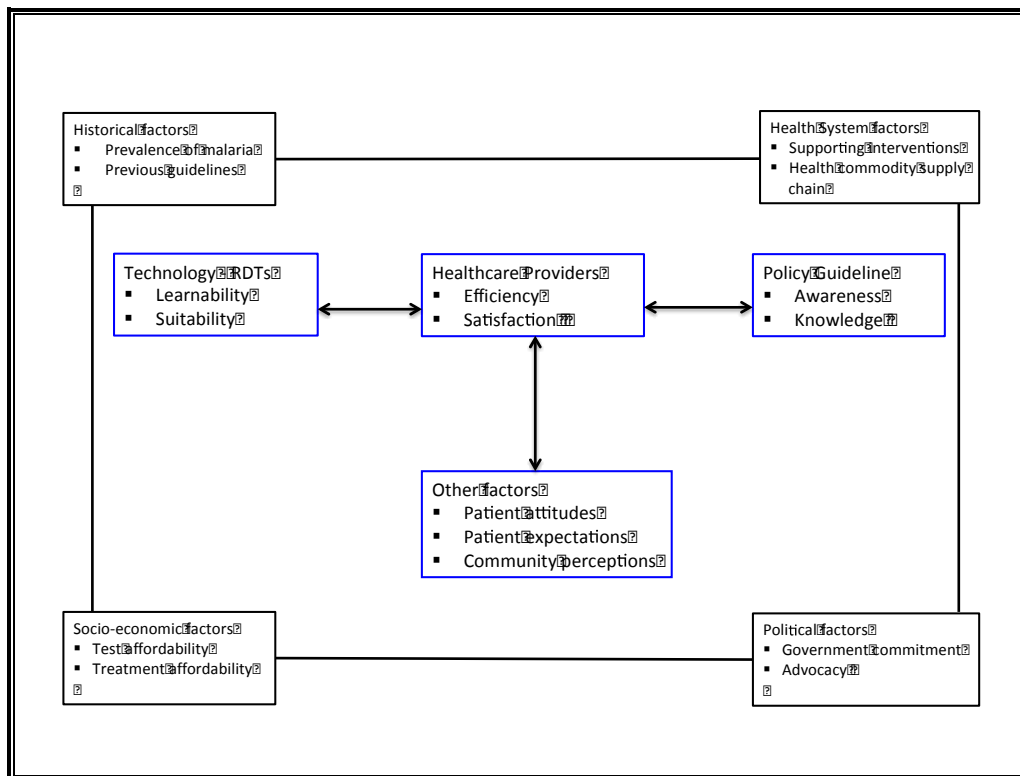 Historical factors
▪ Prevalence of malaria
▪ Previous guidelines
Health System factors
▪ Supporting interventions
▪ Health commodity supply
chain
Technology - RDTs
▪ Learnability
▪ Suitability
Healthcare Providers
▪ Efficiency
▪ Satisfaction
Policy Guideline
▪ Awareness
▪ Knowledge
Other factors
▪ Patient attitudes
▪ Patient expectations
▪ Community perceptions
Socio-economic factors
▪ Test affordability
▪ Treatment affordability
Political factors
▪ Government commitment
▪ Advocacy